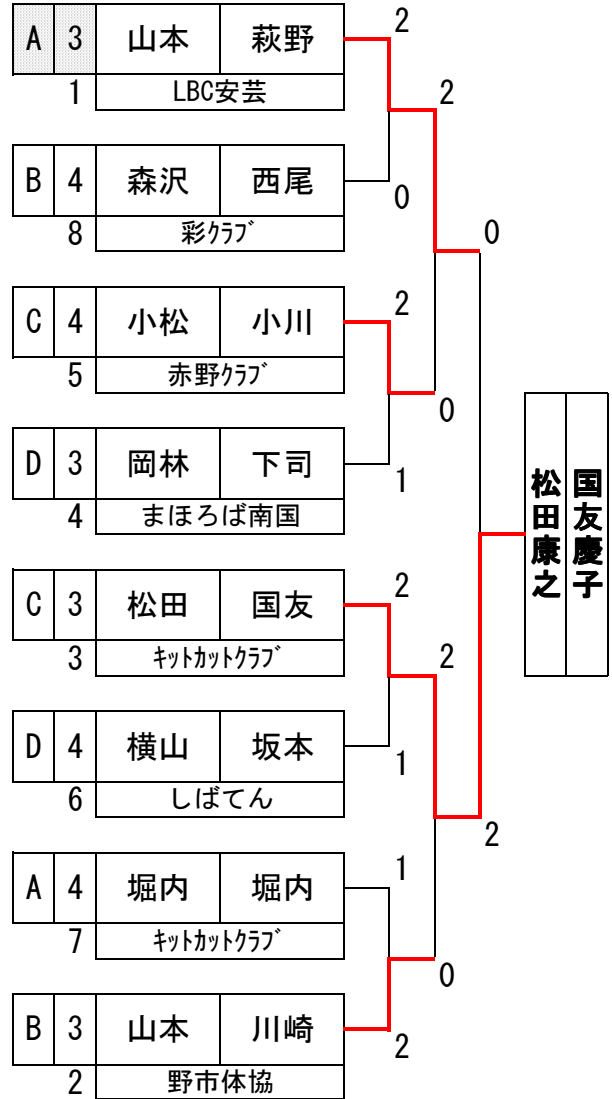 A 3 山本 萩野 2
1 LBC安芸 2
B 4 森沢 西尾 0
8 彩ｸﾗﾌﾞ 0
C 4 小松 小川 2
5 赤野ｸﾗﾌﾞ 0
D 3 岡林 下司 1
4 まほろば南国
C 3 松田 国友 2
3 ｷｯﾄｶｯﾄｸﾗﾌﾞ 2
D 4 横山 坂本 1
6 しばてん 2
A 4 堀内 堀内 1
7 ｷｯﾄｶｯﾄｸﾗﾌﾞ 0
B 3 山本 川崎 2
2 野市体協
国友慶子
松田康之